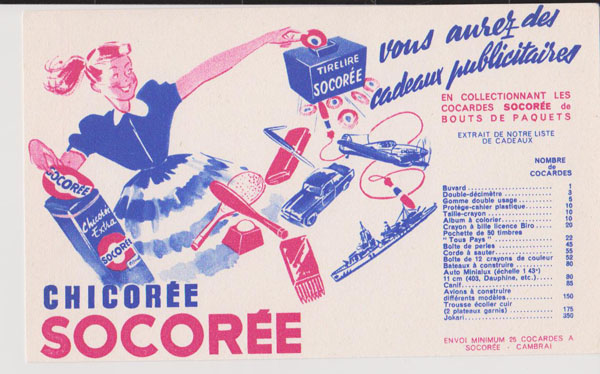 vous aurez des
cadeaux publicitaires
TIRELIRE
SOCORÉE
EN COLLECTIONNANT LES
COCARDES SOCORÉE de
BOUTS DE PAQUETS
EXTRAIT DE NOTRE LISTE
DE CADEAUX
NOMBRE
de
COCARDES
Buvard 1
Double-décimètre 3
Gomme double usage 5
Protège-cahier plastique 10
Taille-crayon 10
Album à colorier 10
Crayon à bille licence Biro 20
Pochette de 50 timbres
"Tous Pays" 22
Boîte de perles 45
Corde à sauter 55
Boîte de 12 crayons de couleur 52
Bateaux à construire 80
Auto Minialux (échelle 1 43e)
11 cm (403, Dauphine, etc.) 80
Canif 85
Avions à construire
différents modèles 150
Trousse écolier cuir
(2 plateaux garnis) 175
Jokari 350
ENVOI MINIMUM 25 COCARDES A
SOCORÉE - CAMBRAI
SOCORÉE
Chicorée
Extra
SOCORÉE
CHICORÉE
SOCORÉE